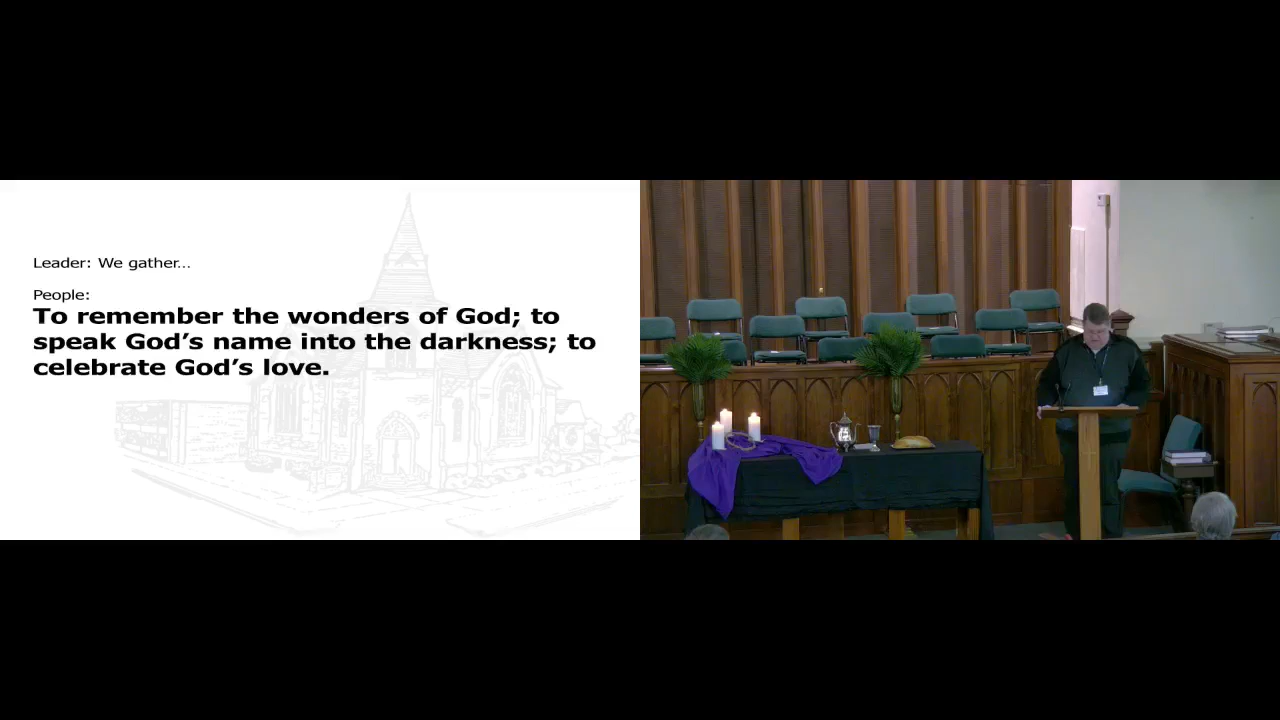 Leader: We gather...
People:
To remember the wonders of God; to
speak God's name into the darkness; to
celebrate God's love.